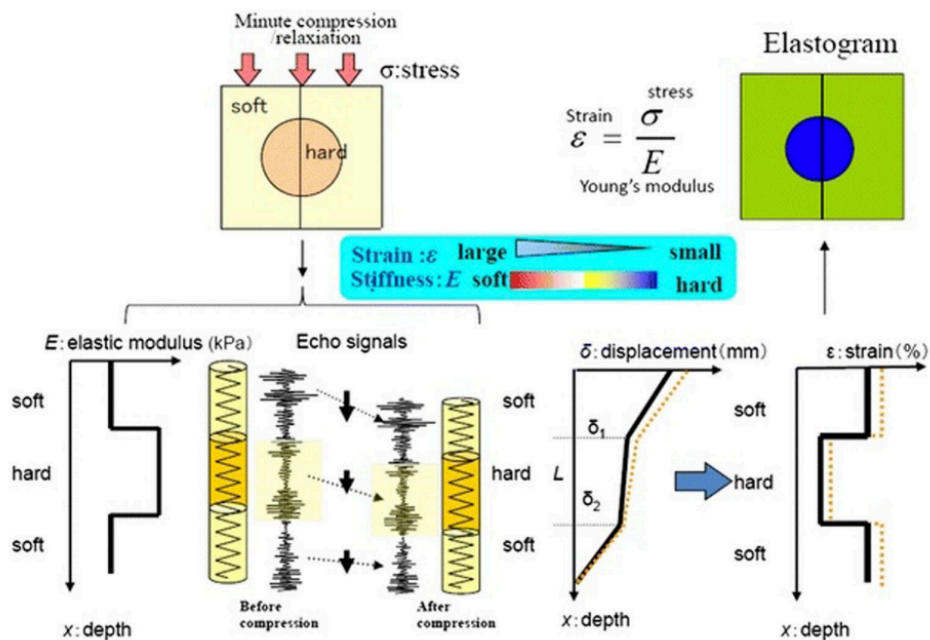 Minute compression
/relaxiation
σ:stress
soft
hard
Elastogram
Strain
stress
ε = σ
E
Young's modulus
Strain :ε large small
Stiffness: E soft hard
E: elastic modulus (kPa)
Echo signals
δ: displacement(mm)
ε: strain(%)
soft
hard
soft
x: depth
Before
compression
After
compression
soft
hard
soft
δ1
L
δ2
x: depth
soft
hard
soft
x: depth